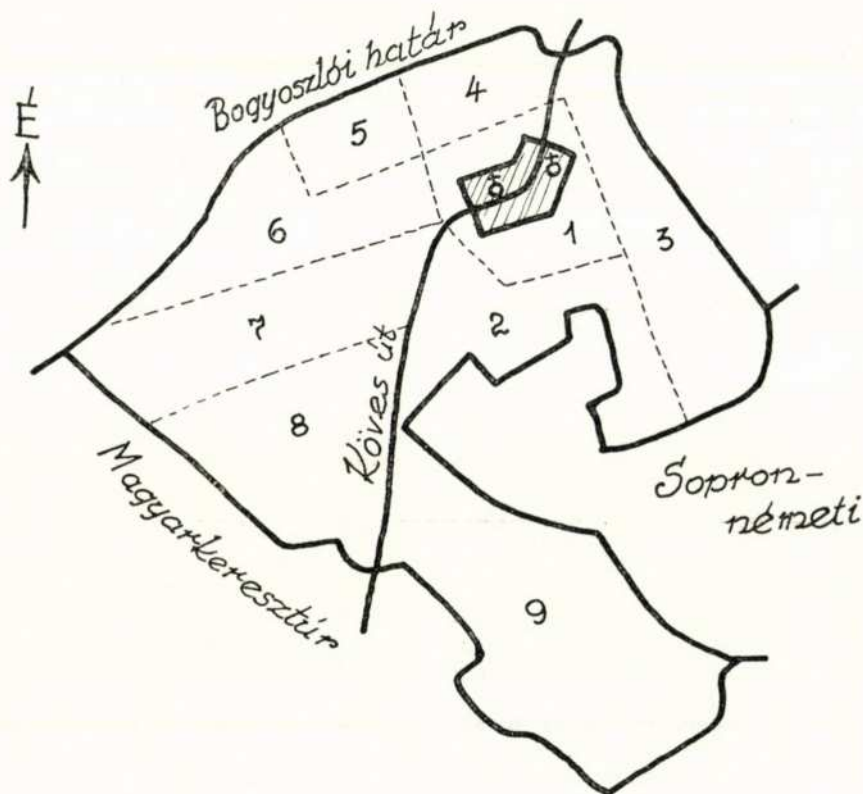 Bogyoszlói határ
É
4
5
6
1
3
7
2
8
Köves út
Magyarkeresztúr
Sopron-
németi
9